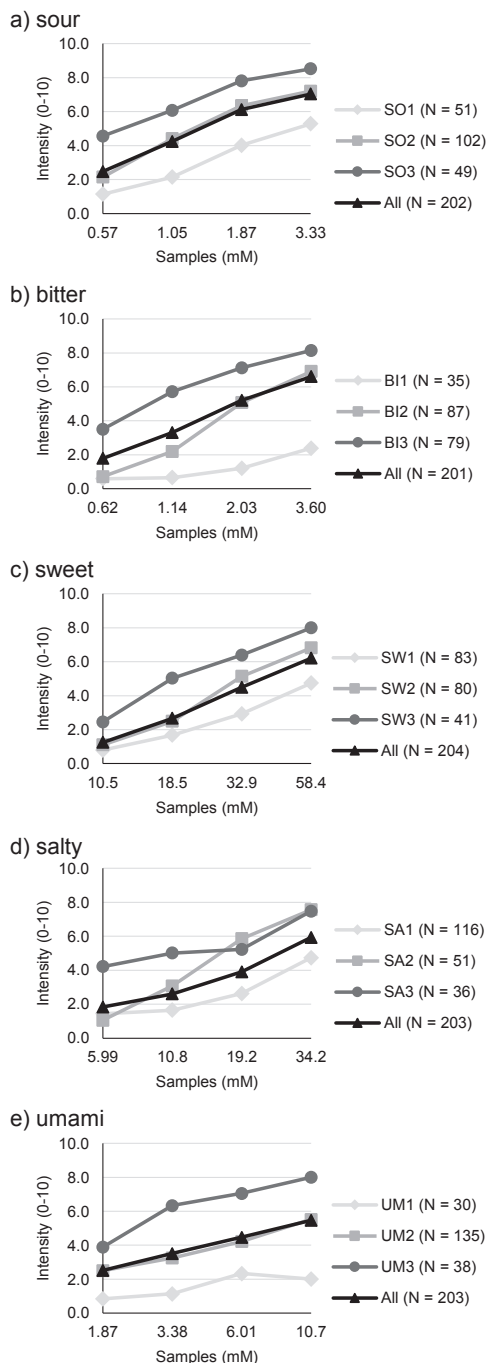 a) sour
10.0
8.0
6.0
4.0
2.0
0.0
Intensity (0-10)
0.57 1.05 1.87 3.33
Samples (mM)
SO1 (N = 51)
SO2 (N = 102)
SO3 (N = 49)
All (N = 202)
b) bitter
10.0
8.0
6.0
4.0
2.0
0.0
Intensity (0-10)
0.62 1.14 2.03 3.60
Samples (mM)
BI1 (N = 35)
BI2 (N = 87)
BI3 (N = 79)
All (N = 201)
c) sweet
10.0
8.0
6.0
4.0
2.0
0.0
Intensity (0-10)
10.5 18.5 32.9 58.4
Samples (mM)
SW1 (N = 83)
SW2 (N = 80)
SW3 (N = 41)
All (N = 204)
d) salty
10.0
8.0
6.0
4.0
2.0
0.0
Intensity (0-10)
5.99 10.8 19.2 34.2
Samples (mM)
SA1 (N = 116)
SA2 (N = 51)
SA3 (N = 36)
All (N = 203)
e) umami
10.0
8.0
6.0
4.0
2.0
0.0
Intensity (0-10)
1.87 3.38 6.01 10.7
Samples (mM)
UM1 (N = 30)
UM2 (N = 135)
UM3 (N = 38)
All (N = 203)